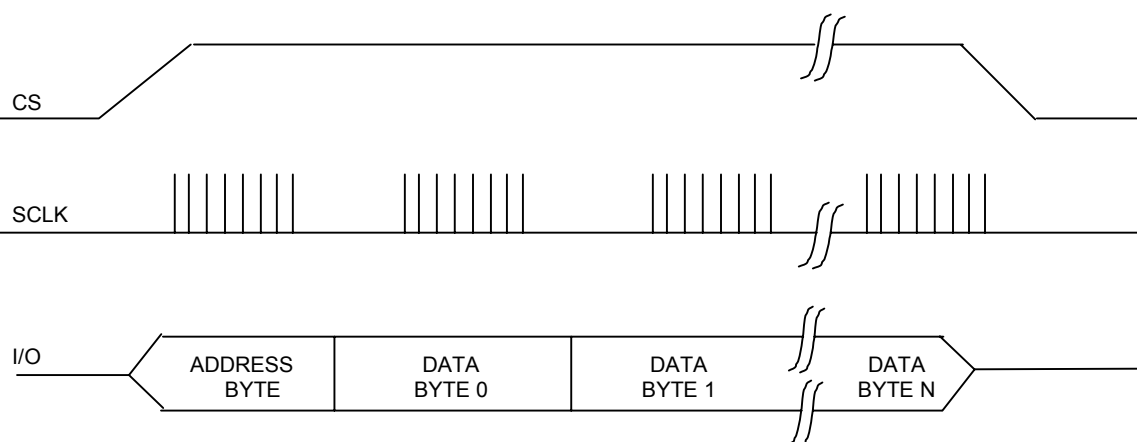 CS
SCLK
I/O
ADDRESS
BYTE
DATA
BYTE 0
DATA
BYTE 1
DATA
BYTE N